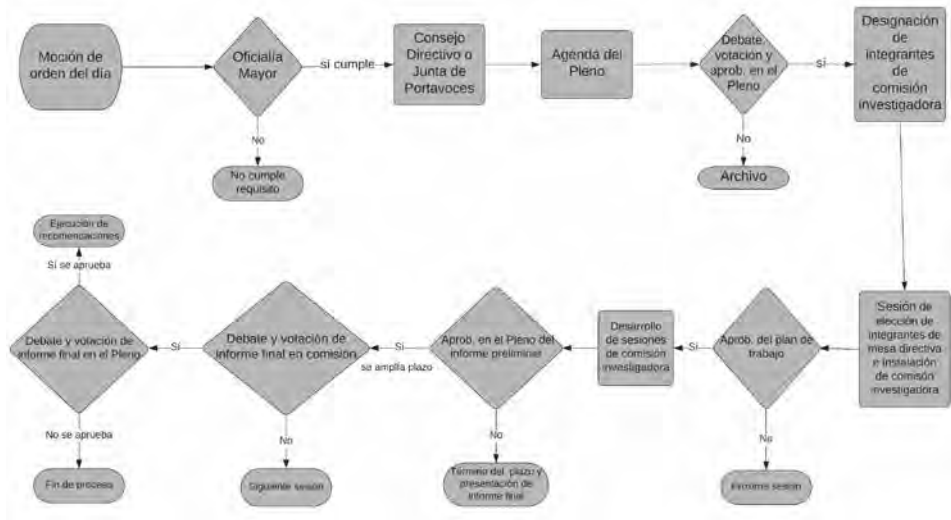 Moción de
orden del día
Oficialía
Mayor
sí cumple
No
No cumple
requisito
Consejo
Directivo o
Junta de
Portavoces
Agenda del
Pleno
Debate,
votación y
aprob. en el
Pleno
sí
No
Archivo
Designación
de
integrantes
de
comisión
investigadora
Sesión de
elección de
integrantes de
mesa directiva
e instalación
de comisión
investigadora
Aprob. del plan de
trabajo
Sí
No
Próxima sesión
Desarrollo
de sesiones
de comisión
investigadora
Aprob. en el Pleno del
informe preliminar
Sí
se amplía plazo
No
Término del plazo y
presentación de
informe final
Debate y votación de
informe final en comisión
Sí
No
Siguiente sesión
Debate y votación de
informe final en el Pleno
Sí se aprueba
Ejecución de
recomendaciones
No se aprueba
Fin de proceso